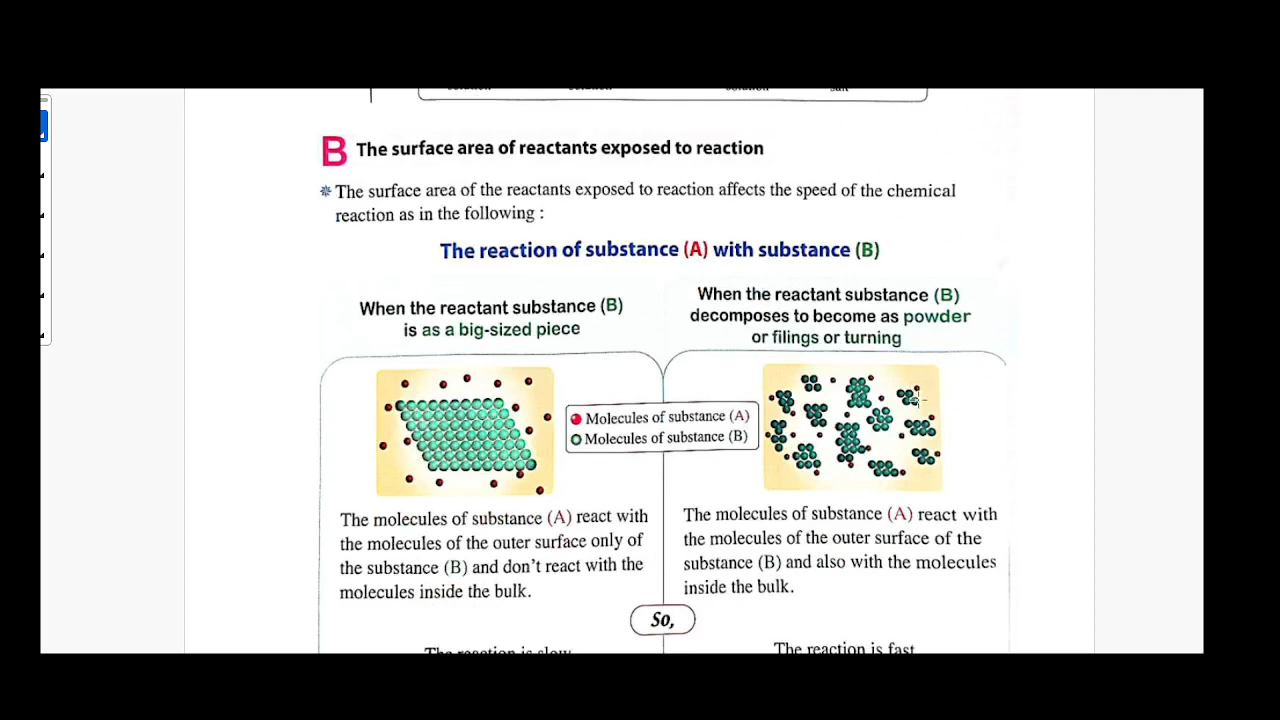 B The surface area of reactants exposed to reaction
The surface area of the reactants exposed to reaction affects the speed of the chemical
reaction as in the following :
The reaction of substance (A) with substance (B)
When the reactant substance (B)
is as a big-sized piece
When the reactant substance (B)
decomposes to become as powder
or filings or turning
Molecules of substance (A)
Molecules of substance (B)
The molecules of substance (A) react with
the molecules of the outer surface only of
the substance (B) and don't react with the
molecules inside the bulk.
The molecules of substance (A) react with
the molecules of the outer surface of the
substance (B) and also with the molecules
inside the bulk.
So,
The reaction is slow
The reaction is fast